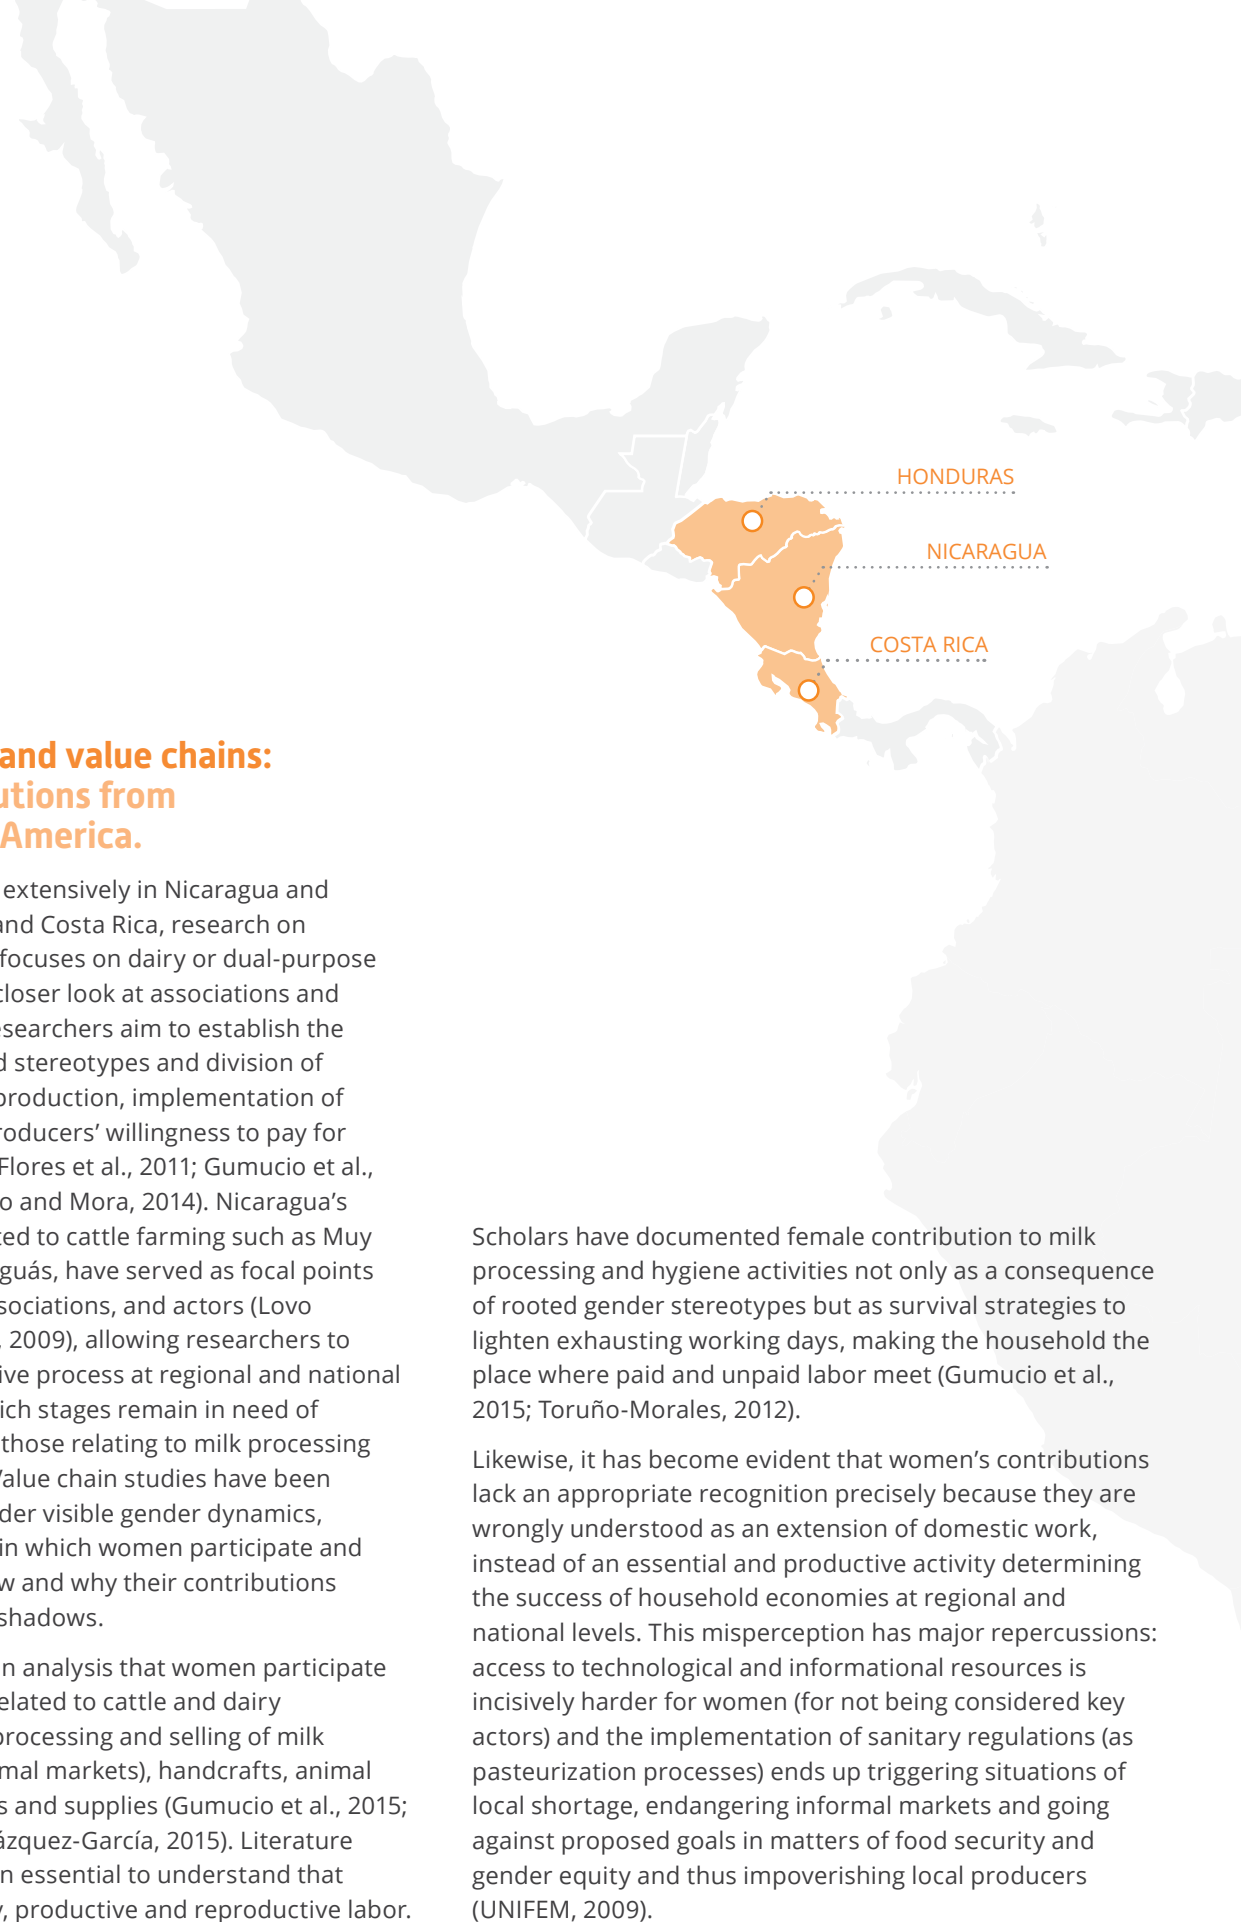 HONDURAS
NICARAGUA
COSTA RICA
and value chains:
utions from
America.
extensively in Nicaragua and
and Costa Rica, research on
focuses on dairy or dual-purpose
closer look at associations and
esearchers aim to establish the
d stereotypes and division of
production, implementation of
roducers’ willingness to pay for
Flores et al., 2011; Gumucio et al.,
o and Mora, 2014). Nicaragua’s
ted to cattle farming such as Muy
guás, have served as focal points
sociations, and actors (Lovo
, 2009), allowing researchers to
ive process at regional and national
ich stages remain in need of
those relating to milk processing
Value chain studies have been
der visible gender dynamics,
in which women participate and
w and why their contributions
shadows.
n analysis that women participate
elated to cattle and dairy
processing and selling of milk
mal markets), handcrafts, animal
s and supplies (Gumucio et al., 2015;
ázquez-García, 2015). Literature
n essential to understand that
y, productive and reproductive labor.
Scholars have documented female contribution to milk
processing and hygiene activities not only as a consequence
of rooted gender stereotypes but as survival strategies to
lighten exhausting working days, making the household the
place where paid and unpaid labor meet (Gumucio et al.,
2015; Toruño-Morales, 2012).
Likewise, it has become evident that women’s contributions
lack an appropriate recognition precisely because they are
wrongly understood as an extension of domestic work,
instead of an essential and productive activity determining
the success of household economies at regional and
national levels. This misperception has major repercussions:
access to technological and informational resources is
incisively harder for women (for not being considered key
actors) and the implementation of sanitary regulations (as
pasteurization processes) ends up triggering situations of
local shortage, endangering informal markets and going
against proposed goals in matters of food security and
gender equity and thus impoverishing local producers
(UNIFEM, 2009).